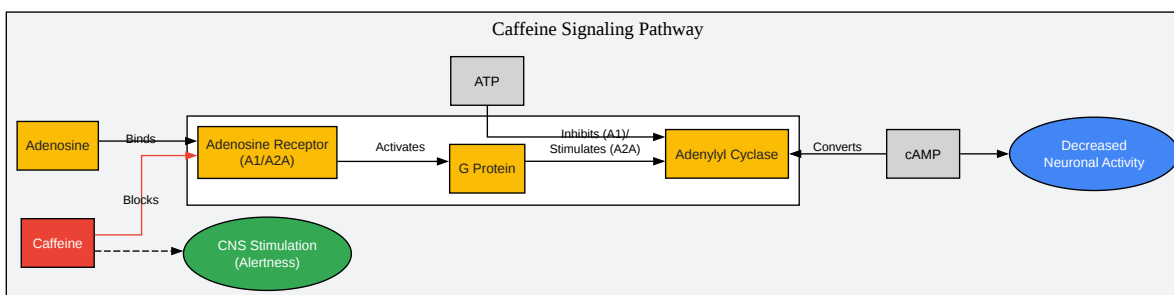 Caffeine Signaling Pathway
ATP
Adenosine
Binds
Adenosine Receptor
(A1/A2A)
Activates
G Protein
Inhibits (A1)/
Stimulates (A2A)
Adenylyl Cyclase
Converts
cAMP
Decreased
Neuronal Activity
Blocks
Caffeine
CNS Stimulation
(Alertness)